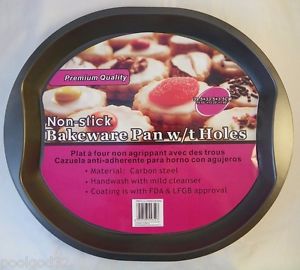 Premium Quality
Non-stick
Bakeware Pan w/t Holes
Plat à four non agrippant avec des trous
Cazuela anti-adherente para horno con agujeros
• Material: Carbon steel
• Handwash with mild cleanser
• Coating is with FDA & LFGB approval
poolgod32